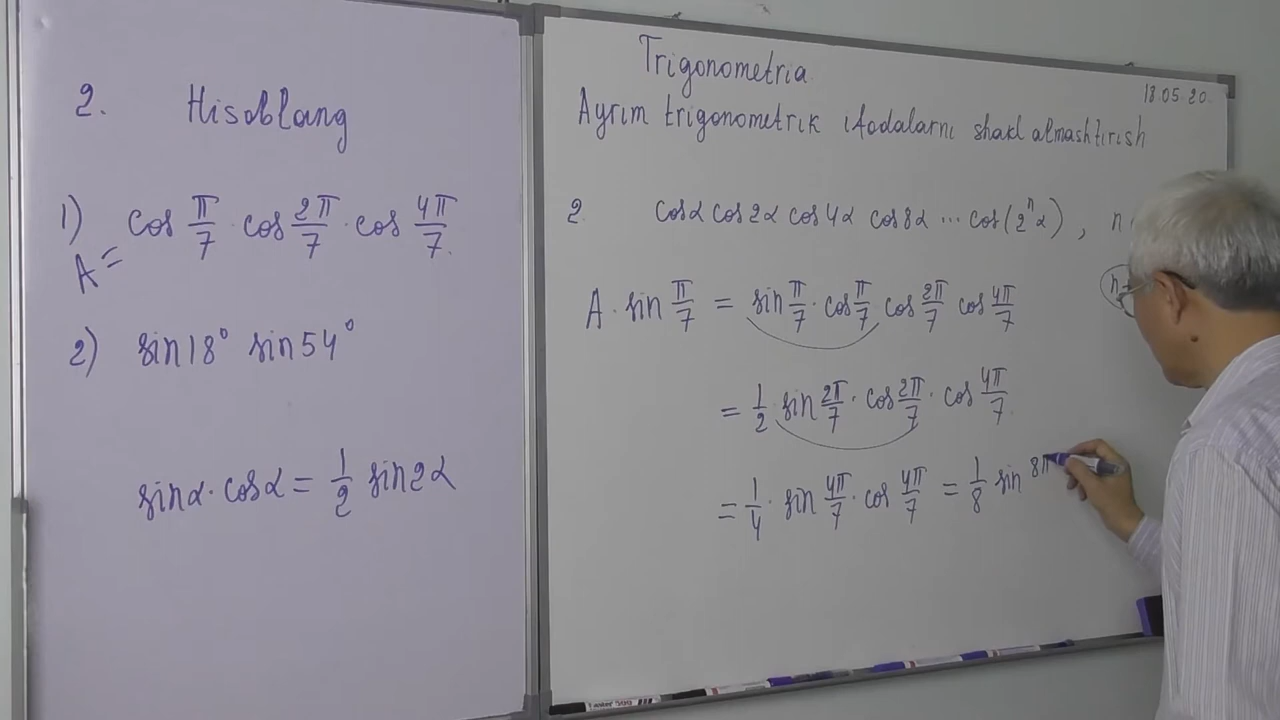 2. Hisoblang
1) A = cos π/7 · cos 2π/7 · cos 4π/7.
2) sin18° sin54°
sinα · cosα = 1/2 sin2α
Trigonometria
18.05.20
Ayrim trigonometrik ifodalarni shakl almashtirish
2. cosα cos2α cos4α cos8α ... cos(2ⁿα), n
A · sin π/7 = sin π/7 · cos π/7 cos 2π/7 cos 4π/7
= 1/2 sin 2π/7 · cos 2π/7 · cos 4π/7
= 1/4 · sin 4π/7 · cos 4π/7 = 1/8 sin 8π